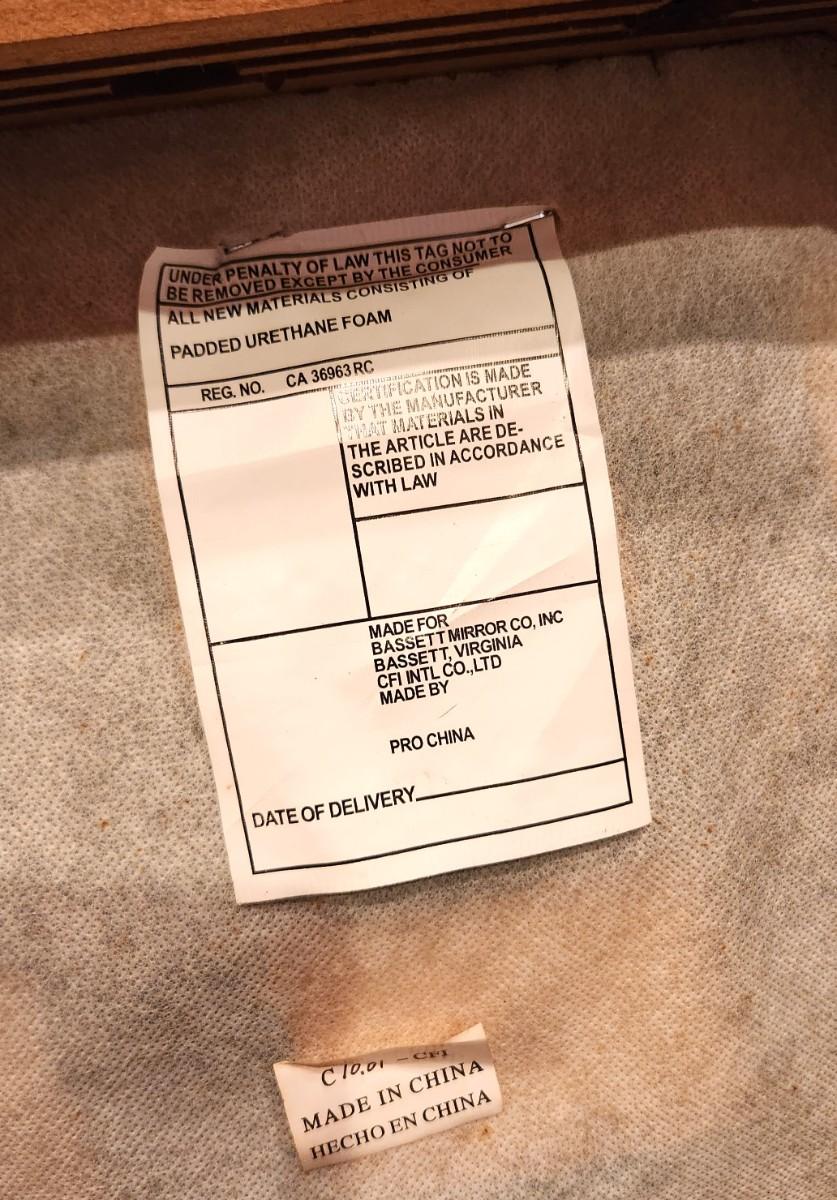 UNDER PENALTY OF LAW THIS TAG NOT TO
BE REMOVED EXCEPT BY THE CONSUMER
ALL NEW MATERIALS CONSISTING OF
PADDED URETHANE FOAM
REG. NO. CA 36963 RC
CERTIFICATION IS MADE
BY THE MANUFACTURER
THAT MATERIALS IN
THE ARTICLE ARE DE-
SCRIBED IN ACCORDANCE
WITH LAW
MADE FOR
BASSETT MIRROR CO, INC
BASSETT, VIRGINIA
CFI INTL CO.,LTD
MADE BY
PRO CHINA
DATE OF DELIVERY
C 10.01 - CFI
MADE IN CHINA
HECHO EN CHINA